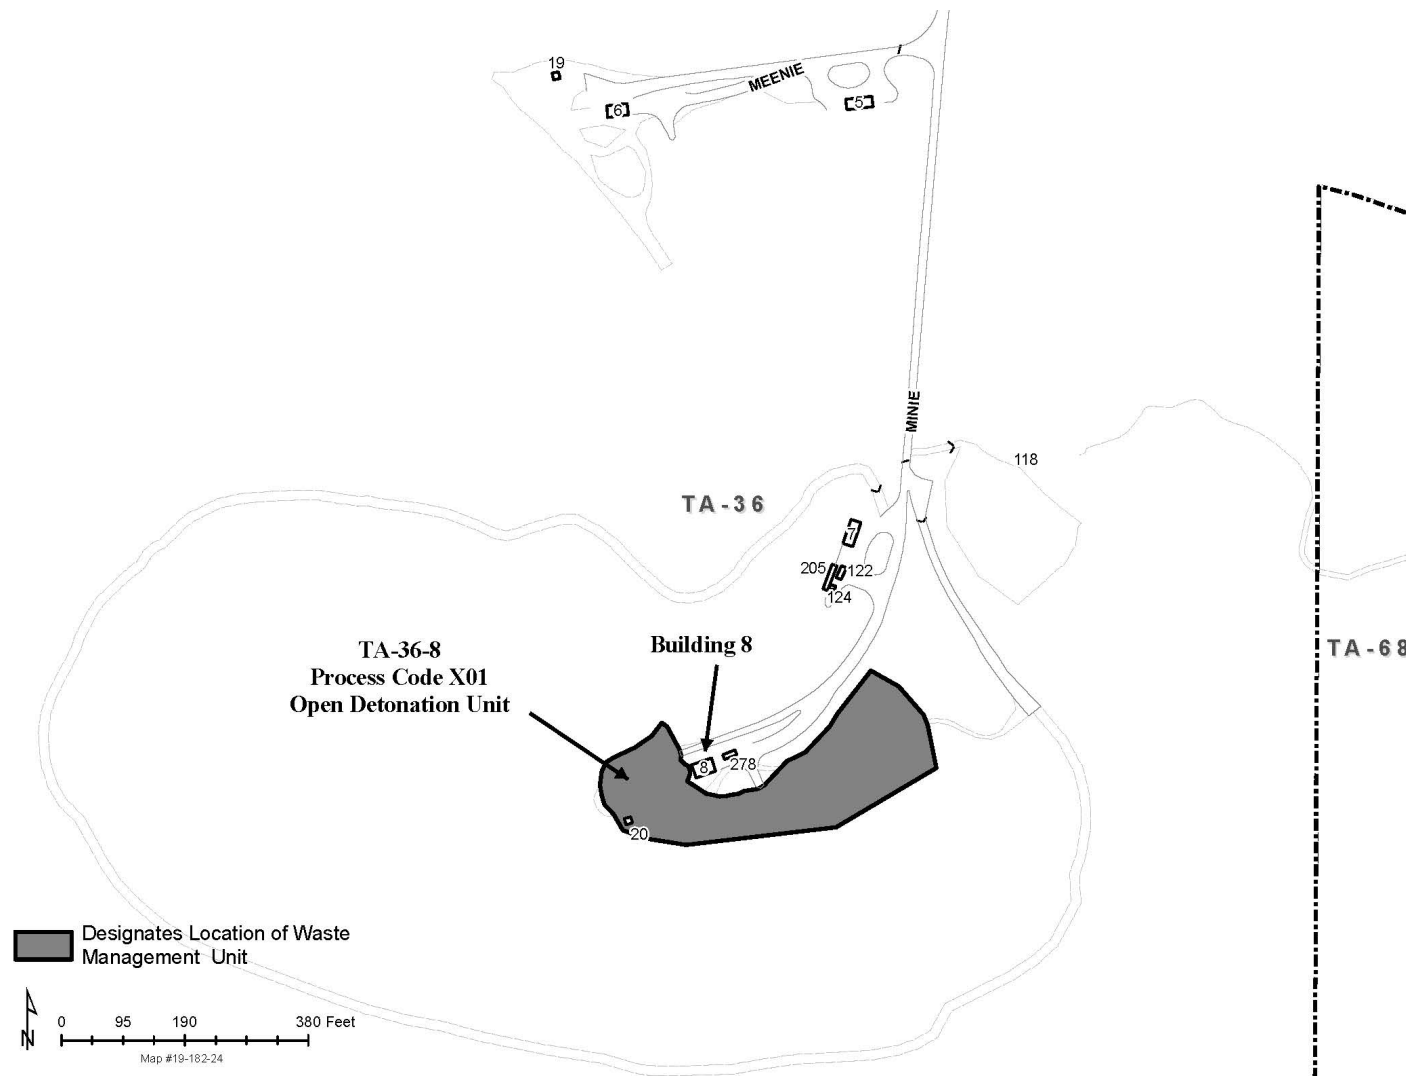 19
MEENIE
6
5
MINIE
118
TA-36
7
205
122
124
TA-36-8
Process Code X01
Open Detonation Unit
Building 8
TA-68
8
278
20
Designates Location of Waste
Management Unit
N
0 95 190 380 Feet
Map #19-182-24